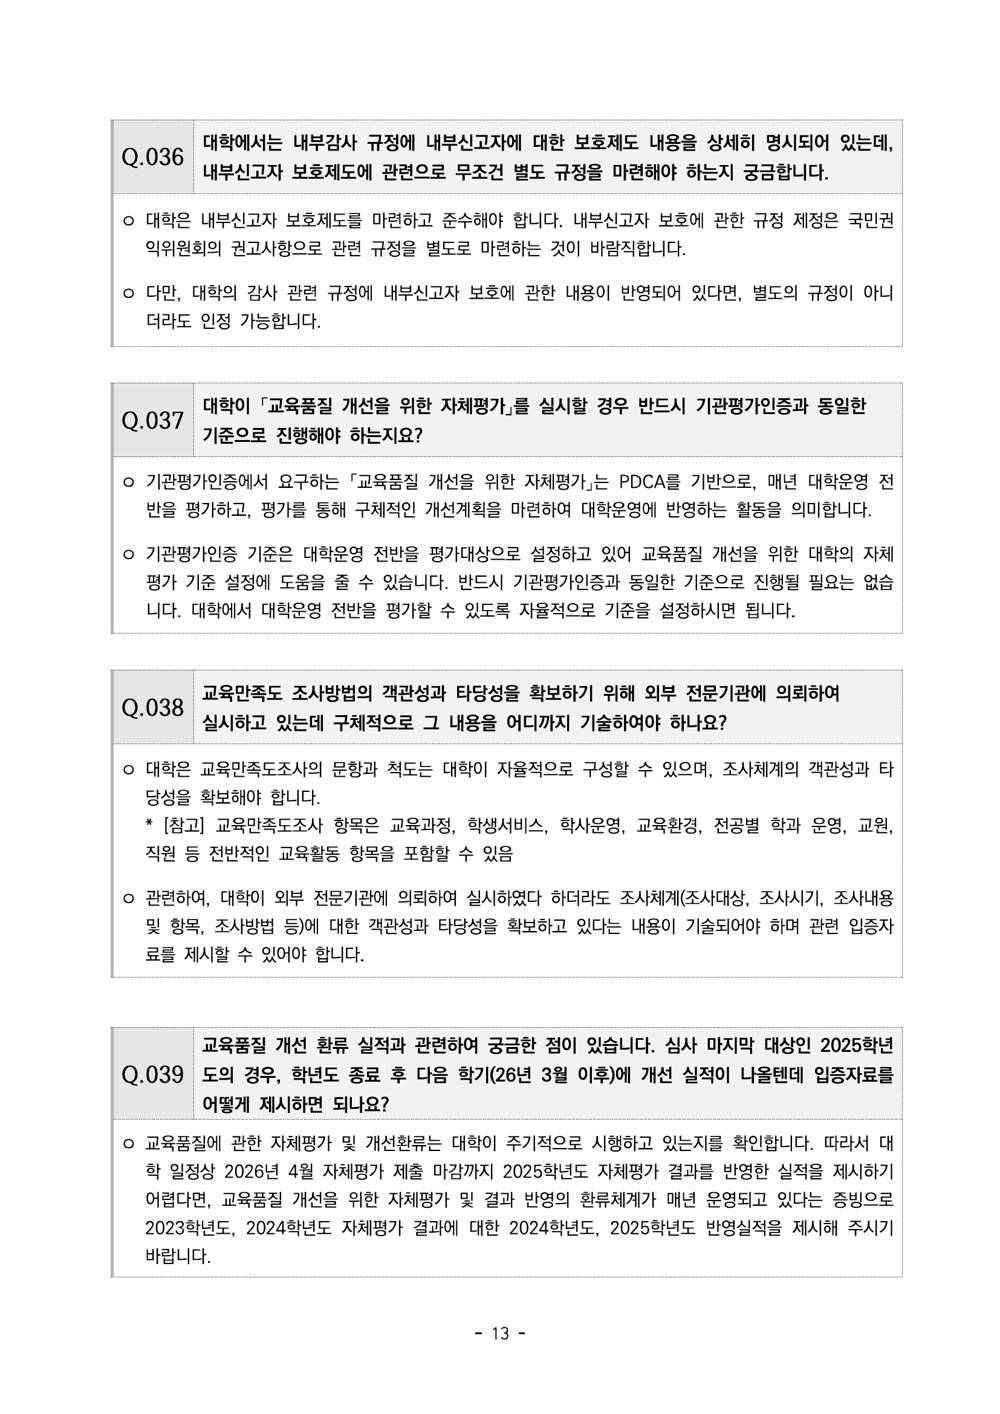 Q.036
대학에서는 내부감사 규정에 내부신고자에 대한 보호제도 내용을 상세히 명시되어 있는데,
내부신고자 보호제도에 관련으로 무조건 별도 규정을 마련해야 하는지 궁금합니다.
ㅇ 대학은 내부신고자 보호제도를 마련하고 준수해야 합니다. 내부신고자 보호에 관한 규정 제정은 국민권
익위원회의 권고사항으로 관련 규정을 별도로 마련하는 것이 바람직합니다.
ㅇ 다만, 대학의 감사 관련 규정에 내부신고자 보호에 관한 내용이 반영되어 있다면, 별도의 규정이 아니
더라도 인정 가능합니다.
Q.037
대학이 「교육품질 개선을 위한 자체평가」를 실시할 경우 반드시 기관평가인증과 동일한
기준으로 진행해야 하는지요?
ㅇ 기관평가인증에서 요구하는 「교육품질 개선을 위한 자체평가」는 PDCA를 기반으로, 매년 대학운영 전
반을 평가하고, 평가를 통해 구체적인 개선계획을 마련하여 대학운영에 반영하는 활동을 의미합니다.
ㅇ 기관평가인증 기준은 대학운영 전반을 평가대상으로 설정하고 있어 교육품질 개선을 위한 대학의 자체
평가 기준 설정에 도움을 줄 수 있습니다. 반드시 기관평가인증과 동일한 기준으로 진행될 필요는 없습
니다. 대학에서 대학운영 전반을 평가할 수 있도록 자율적으로 기준을 설정하시면 됩니다.
Q.038
교육만족도 조사방법의 객관성과 타당성을 확보하기 위해 외부 전문기관에 의뢰하여
실시하고 있는데 구체적으로 그 내용을 어디까지 기술하여야 하나요?
ㅇ 대학은 교육만족도조사의 문항과 척도는 대학이 자율적으로 구성할 수 있으며, 조사체계의 객관성과 타
당성을 확보해야 합니다.
* [참고] 교육만족도조사 항목은 교육과정, 학생서비스, 학사운영, 교육환경, 전공별 학과 운영, 교원,
직원 등 전반적인 교육활동 항목을 포함할 수 있음
ㅇ 관련하여, 대학이 외부 전문기관에 의뢰하여 실시하였다 하더라도 조사체계(조사대상, 조사시기, 조사내용
및 항목, 조사방법 등)에 대한 객관성과 타당성을 확보하고 있다는 내용이 기술되어야 하며 관련 입증자
료를 제시할 수 있어야 합니다.
Q.039
교육품질 개선 환류 실적과 관련하여 궁금한 점이 있습니다. 심사 마지막 대상인 2025학년
도의 경우, 학년도 종료 후 다음 학기(26년 3월 이후)에 개선 실적이 나올텐데 입증자료를
어떻게 제시하면 되나요?
ㅇ 교육품질에 관한 자체평가 및 개선환류는 대학이 주기적으로 시행하고 있는지를 확인합니다. 따라서 대
학 일정상 2026년 4월 자체평가 제출 마감까지 2025학년도 자체평가 결과를 반영한 실적을 제시하기
어렵다면, 교육품질 개선을 위한 자체평가 및 결과 반영의 환류체계가 매년 운영되고 있다는 증빙으로
2023학년도, 2024학년도 자체평가 결과에 대한 2024학년도, 2025학년도 반영실적을 제시해 주시기
바랍니다.
- 13 -